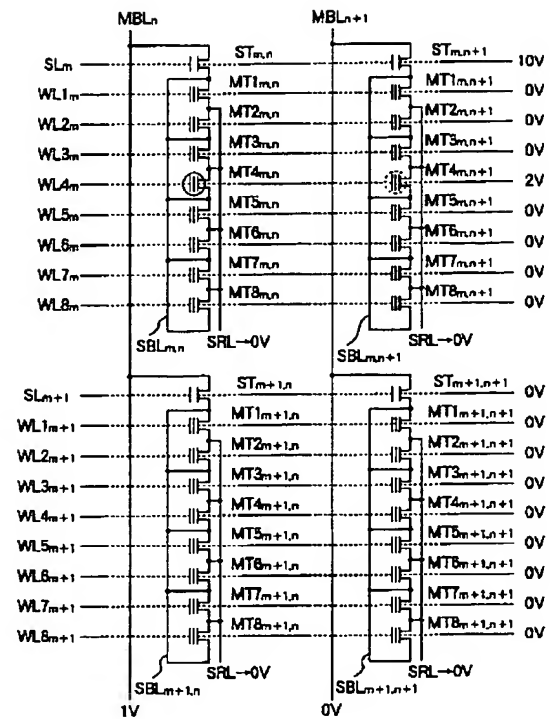 MBLn MBLn+1
SLm STm,n STm,n+1 10V
WL1m MT1m,n MT1m,n+1 0V
WL2m MT2m,n MT2m,n+1 0V
WL3m MT3m,n MT3m,n+1 0V
WL4m MT4m,n MT4m,n+1 2V
WL5m MT5m,n MT5m,n+1 0V
WL6m MT6m,n MT6m,n+1 0V
WL7m MT7m,n MT7m,n+1 0V
WL8m MT8m,n MT8m,n+1 0V
SBLm,n SRL→0V SBLm,n+1 SRL→0V
SLm+1 STm+1,n STm+1,n+1 0V
WL1m+1 MT1m+1,n MT1m+1,n+1 0V
WL2m+1 MT2m+1,n MT2m+1,n+1 0V
WL3m+1 MT3m+1,n MT3m+1,n+1 0V
WL4m+1 MT4m+1,n MT4m+1,n+1 0V
WL5m+1 MT5m+1,n MT5m+1,n+1 0V
WL6m+1 MT6m+1,n MT6m+1,n+1 0V
WL7m+1 MT7m+1,n MT7m+1,n+1 0V
WL8m+1 MT8m+1,n MT8m+1,n+1 0V
SBLm+1,n SRL→0V SBLm+1,n+1 SRL→0V
1V 0V